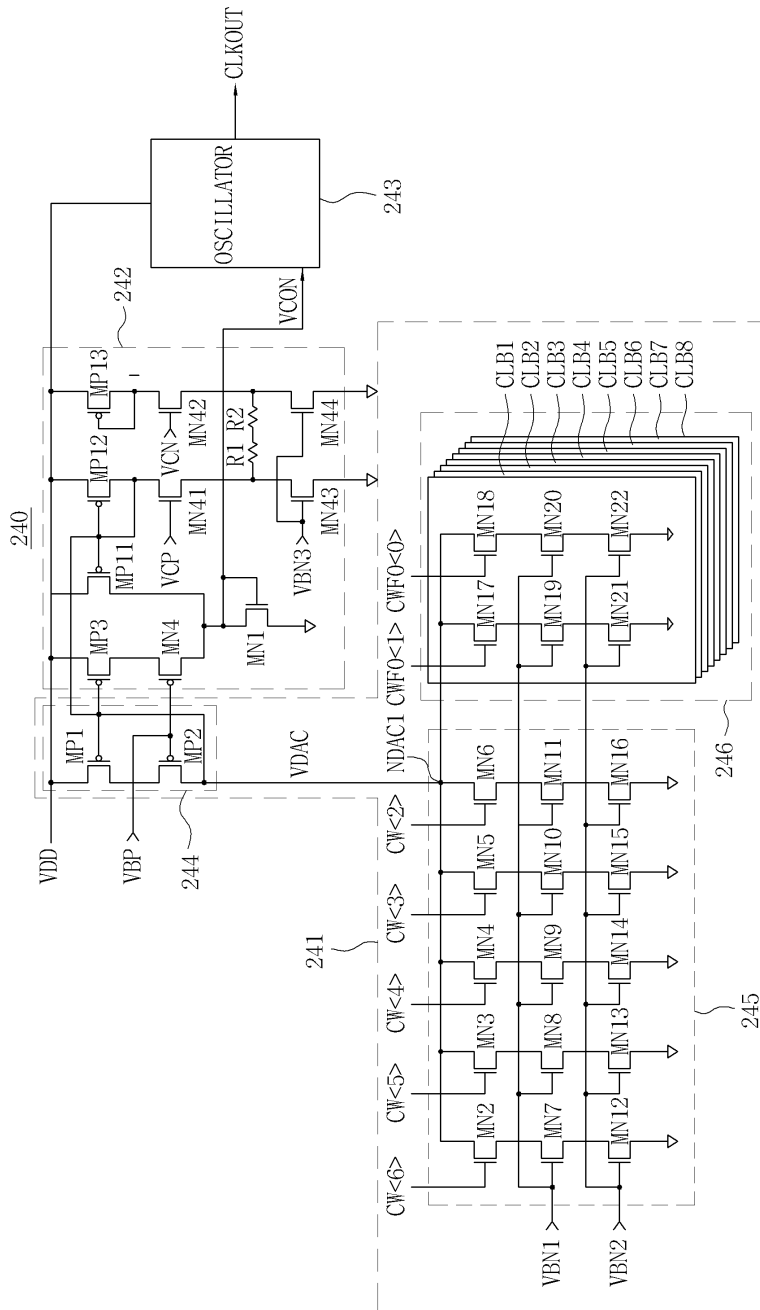 240
VDD
VBP
MP1
MP2
244
MP3
MN4
MP11
MP12
MP13
242
VCP
MN41
VCN
MN42
R1
R2
VBN3
MN43
MN44
MN1
VCON
OSCILLATOR
243
CLKOUT
VDAC
NDAC1
241
CW<6>
CW<5>
CW<4>
CW<3>
CW<2>
CWF0<1>
CWF0<0>
MN2
MN3
MN4
MN5
MN6
MN17
MN18
MN7
MN8
MN9
MN10
MN11
MN19
MN20
MN12
MN13
MN14
MN15
MN16
MN21
MN22
VBN1
VBN2
245
246
CLB1
CLB2
CLB3
CLB4
CLB5
CLB6
CLB7
CLB8